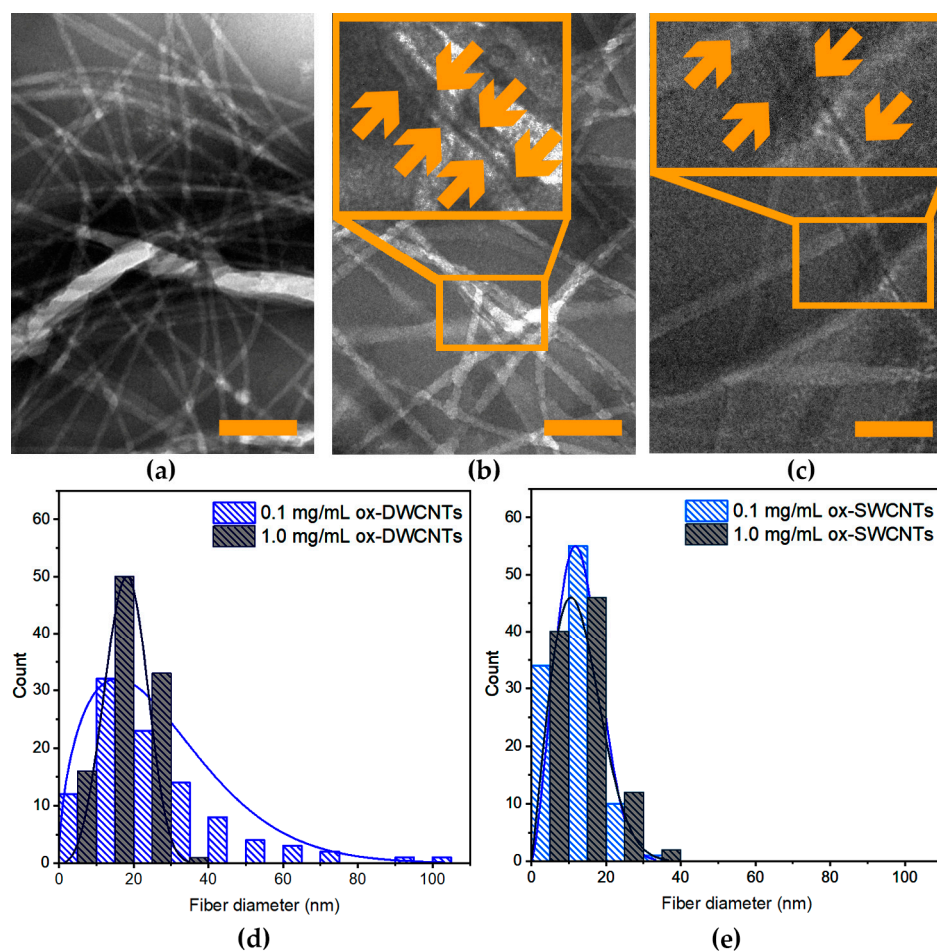 (a)
(b)
(c)
0.1 mg/mL ox-DWCNTs
1.0 mg/mL ox-DWCNTs
60
50
40
30
20
10
0
Count
0
20
40
60
80
100
Fiber diameter (nm)
(d)
0.1 mg/mL ox-SWCNTs
1.0 mg/mL ox-SWCNTs
60
50
40
30
20
10
0
Count
0
20
40
60
80
100
Fiber diameter (nm)
(e)